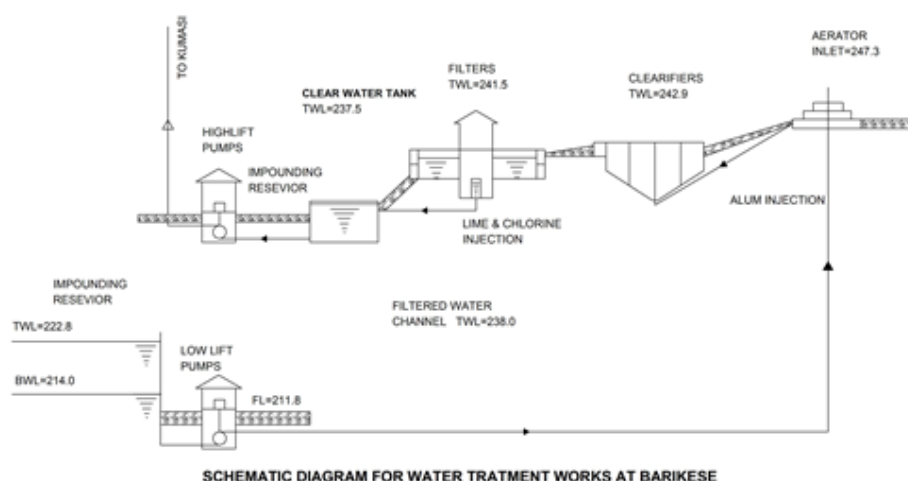 AERATOR
INLET=247.3
TO KUMASI
FILTERS
TWL=241.5
CLEARIFIERS
TWL=242.9
CLEAR WATER TANK
TWL=237.5
HIGHLIFT
PUMPS
IMPOUNDING
RESEVIOR
ALUM INJECTION
LIME & CHLORINE
INJECTION
IMPOUNDING
RESEVIOR
FILTERED WATER
CHANNEL TWL=238.0
TWL=222.8
LOW LIFT
PUMPS
BWL=214.0
FL=211.8
SCHEMATIC DIAGRAM FOR WATER TRATMENT WORKS AT BARIKESE